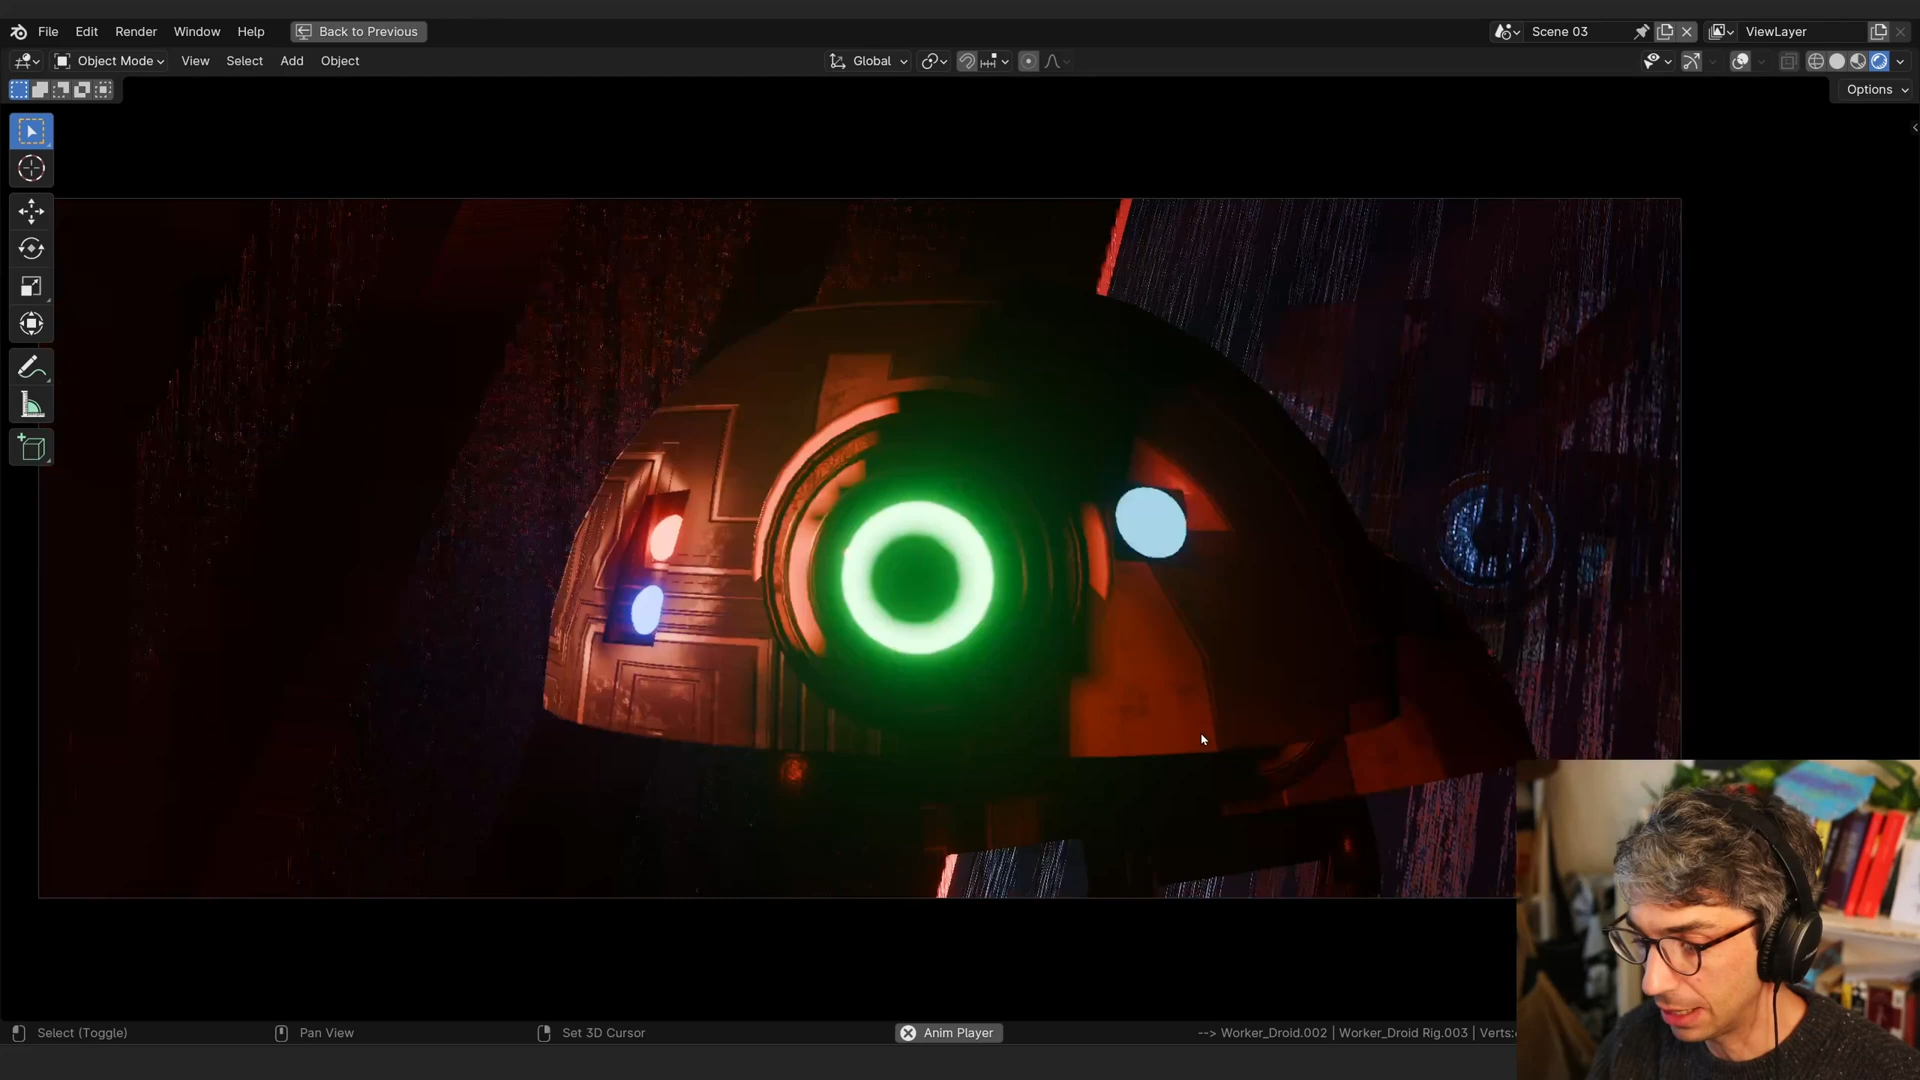 File Edit Render Window Help Back to Previous Scene 03 ViewLayer
Object Mode View Select Add Object Global
Options
Select (Toggle) Pan View Set 3D Cursor Anim Player --> Worker_Droid.002 | Worker_Droid Rig.003 | Verts: